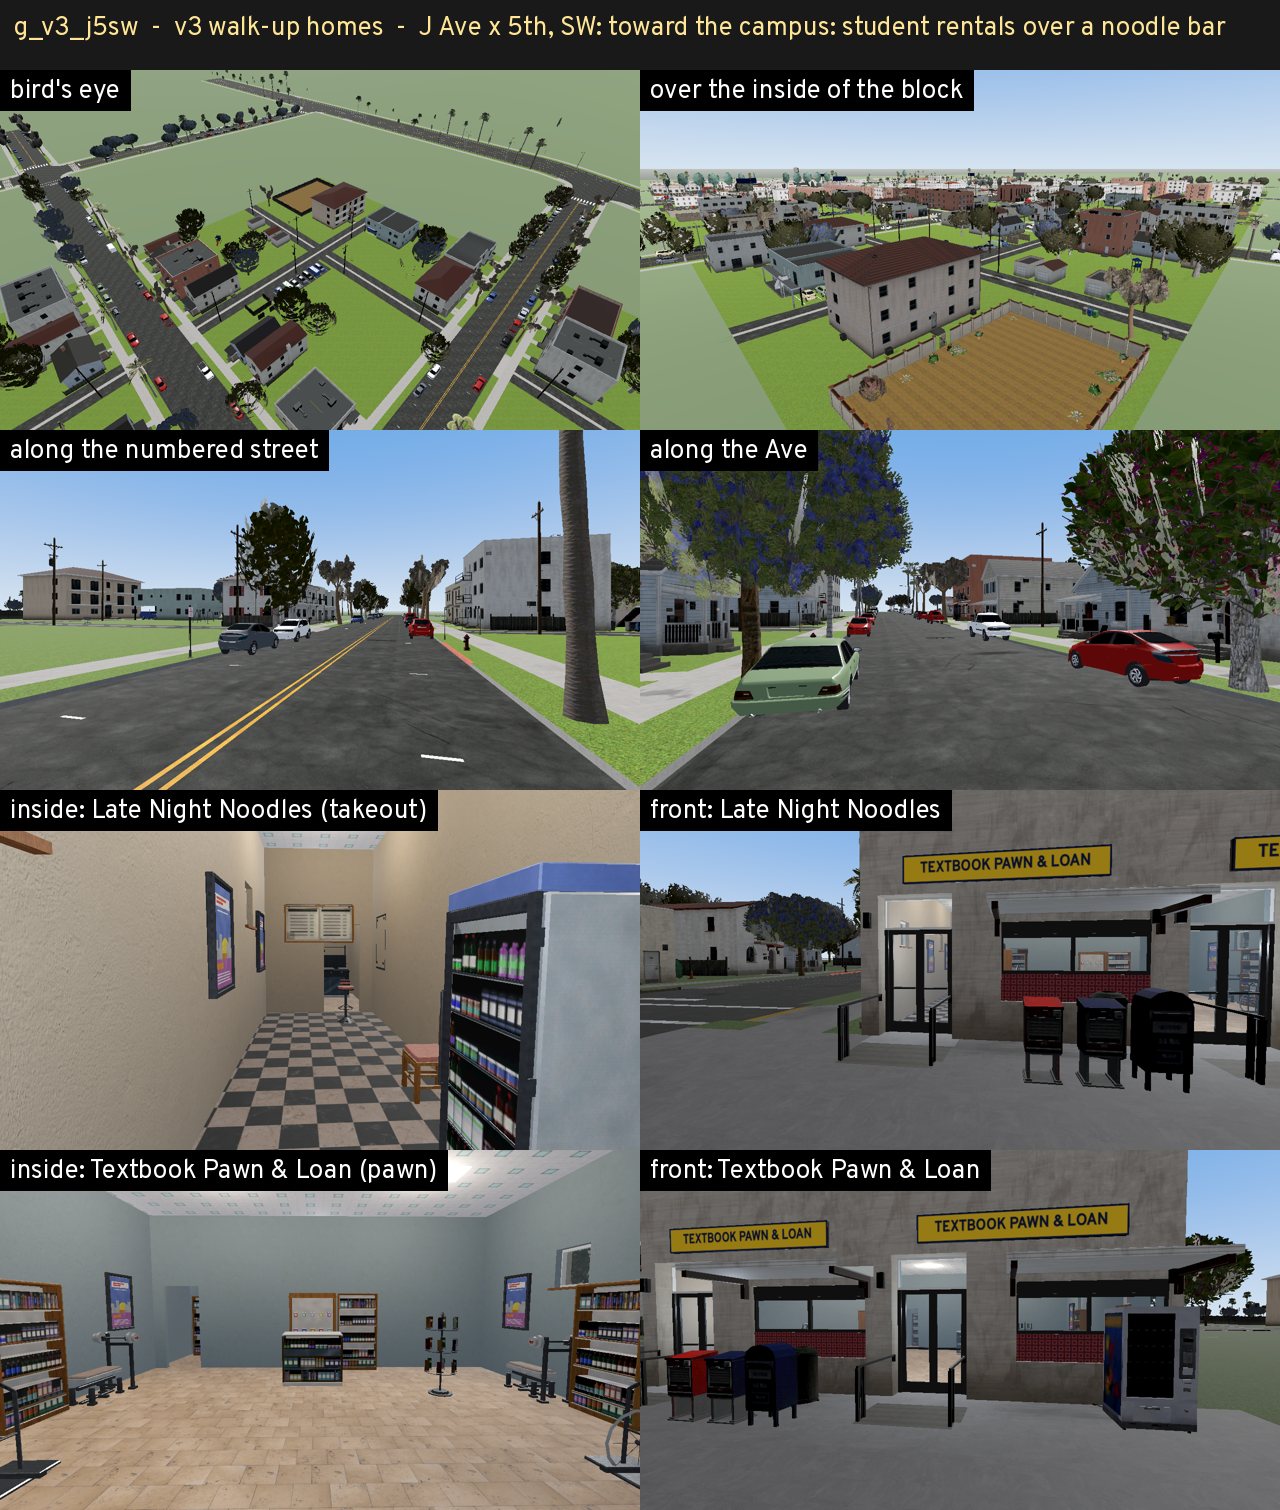 g_v3_j5sw - v3 walk-up homes - J Ave x 5th, SW: toward the campus: student rentals over a noodle bar
bird's eye
over the inside of the block
along the numbered street
along the Ave
inside: Late Night Noodles (takeout)
front: Late Night Noodles
TEXTBOOK PAWN & LOAN
TE
inside: Textbook Pawn & Loan (pawn)
front: Textbook Pawn & Loan
TEXTBOOK PAWN & LOAN
TEXTBOOK PAWN & LOAN